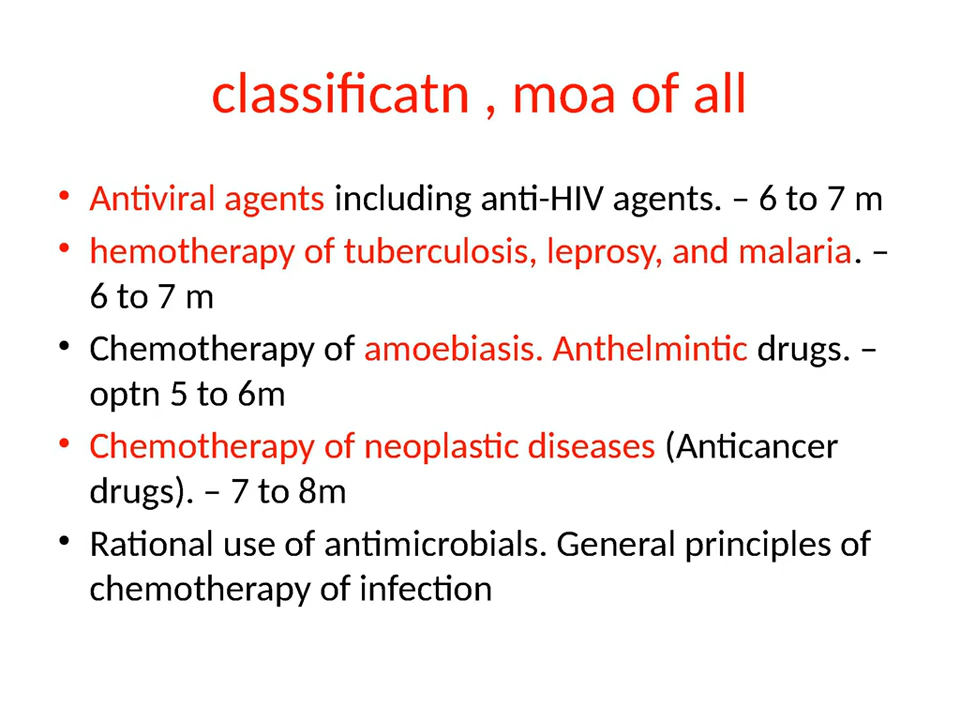 classificatn , moa of all
• Antiviral agents including anti-HIV agents. – 6 to 7 m
• hemotherapy of tuberculosis, leprosy, and malaria. –
6 to 7 m
• Chemotherapy of amoebiasis. Anthelmintic drugs. –
optn 5 to 6m
• Chemotherapy of neoplastic diseases (Anticancer
drugs). – 7 to 8m
• Rational use of antimicrobials. General principles of
chemotherapy of infection